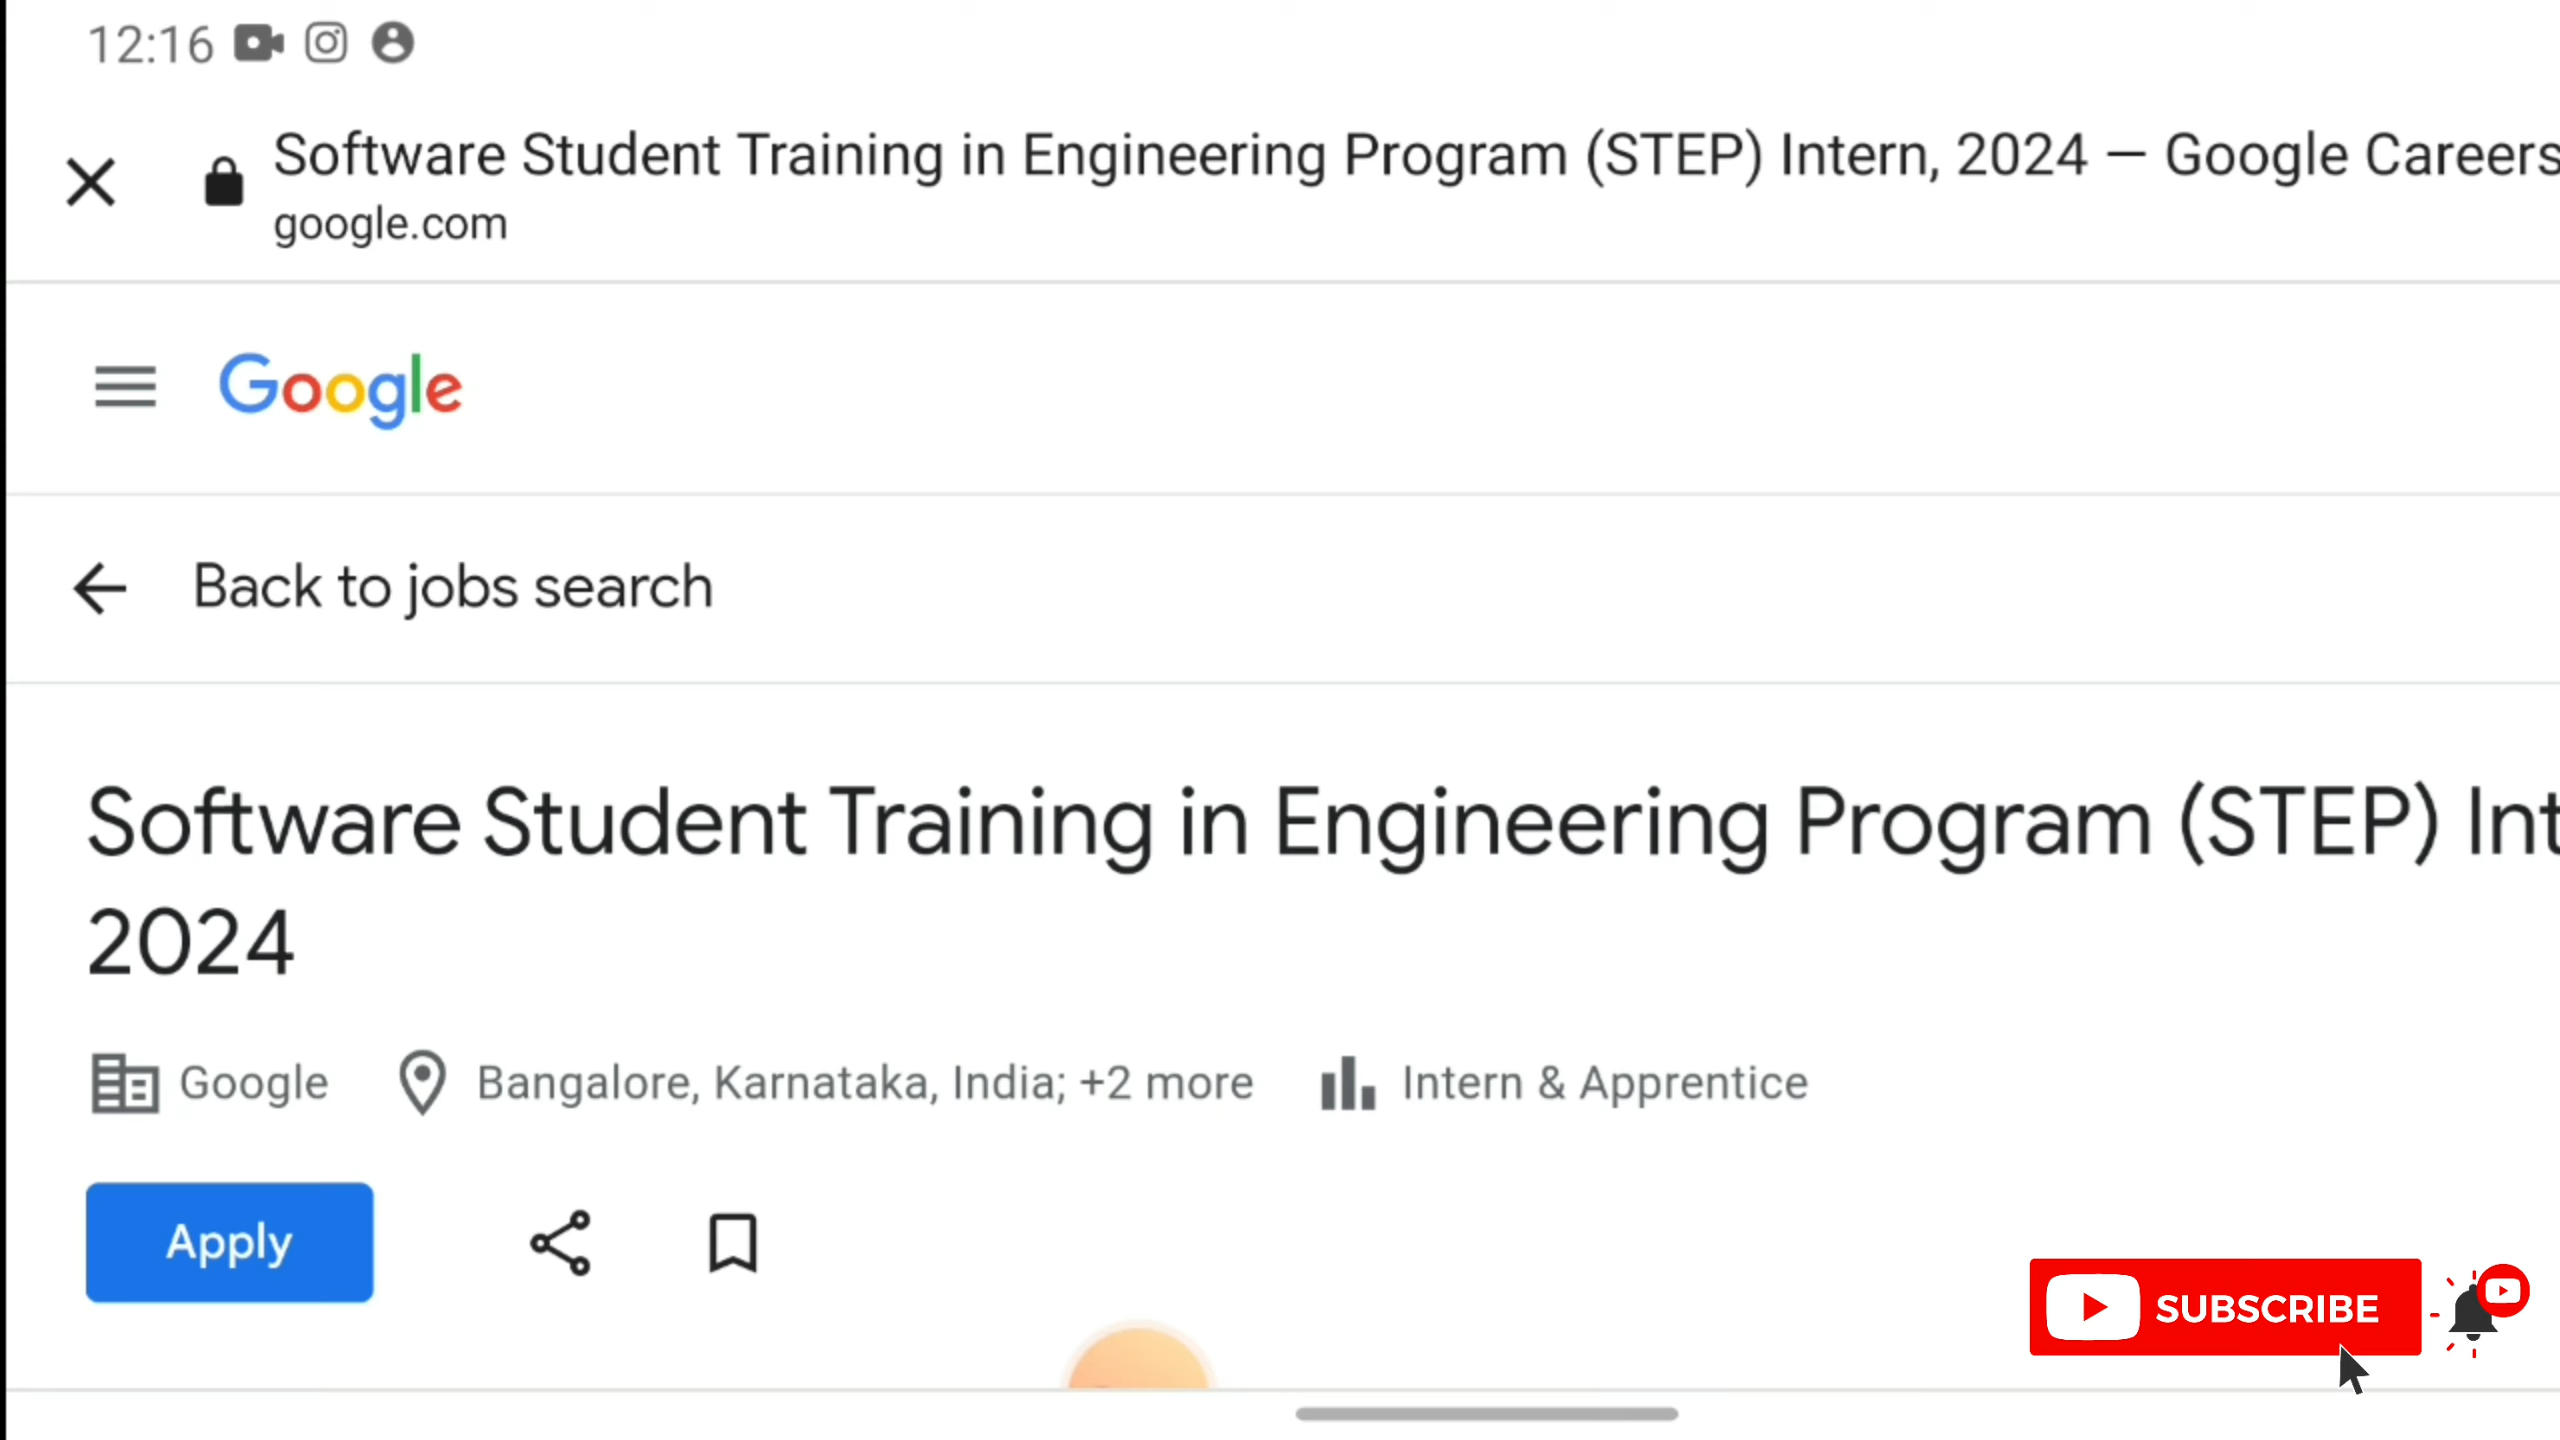 12:16
Software Student Training in Engineering Program (STEP) Intern, 2024 — Google Careers
google.com
Google
Back to jobs search
Software Student Training in Engineering Program (STEP) Int
2024
Google Bangalore, Karnataka, India; +2 more Intern & Apprentice
Apply
SUBSCRIBE